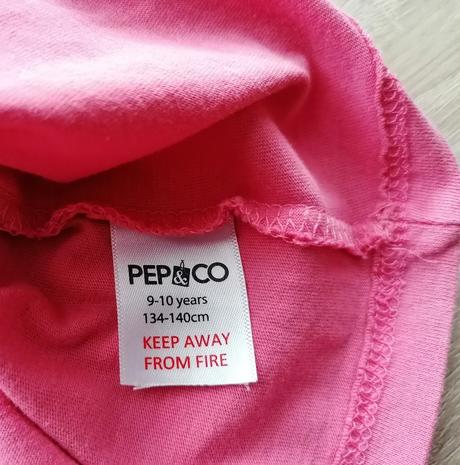 PEP&CO
9-10 years
134-140cm
KEEP AWAY
FROM FIRE